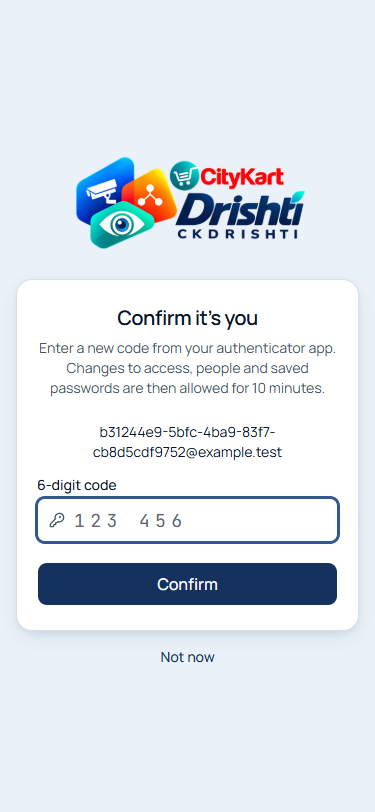 CityKart
Drishti
CKDRISHTI
Confirm it's you
Enter a new code from your authenticator app.
Changes to access, people and saved
passwords are then allowed for 10 minutes.
b31244e9-5bfc-4ba9-83f7-
cb8d5cdf9752@example.test
6-digit code
123 456
Confirm
Not now